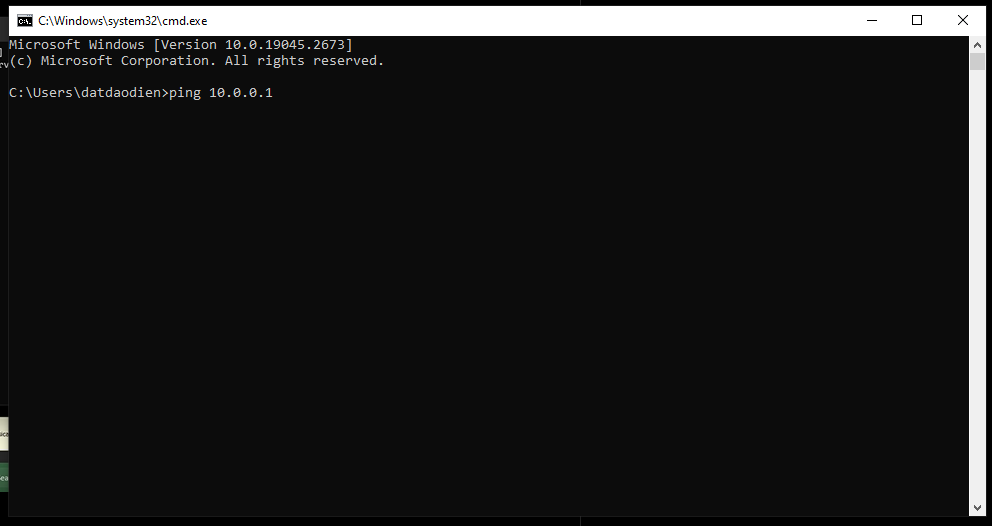 C:\Windows\system32\cmd.exe
Microsoft Windows [Version 10.0.19045.2673]
(c) Microsoft Corporation. All rights reserved.
C:\Users\datdaodien>ping 10.0.0.1